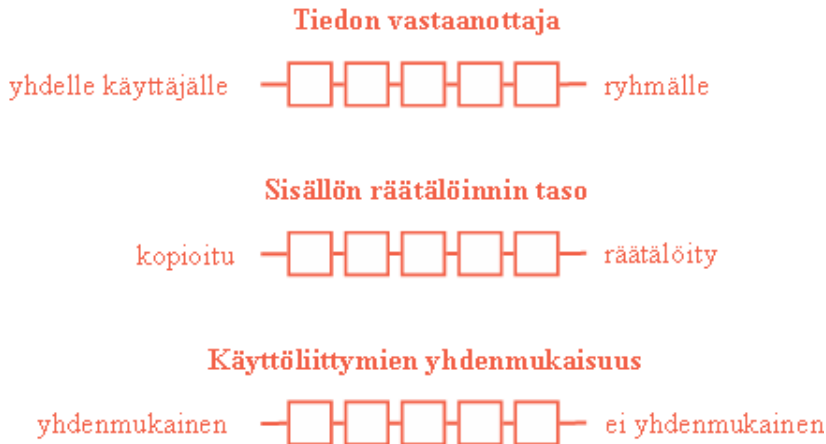 Tiedon vastaanottaja
yhdelle käyttäjälle ryhmälle
Sisällön räätälöinnin taso
kopioitu räätälöity
Käyttöliittymien yhdenmukaisuus
yhdenmukainen ei yhdenmukainen